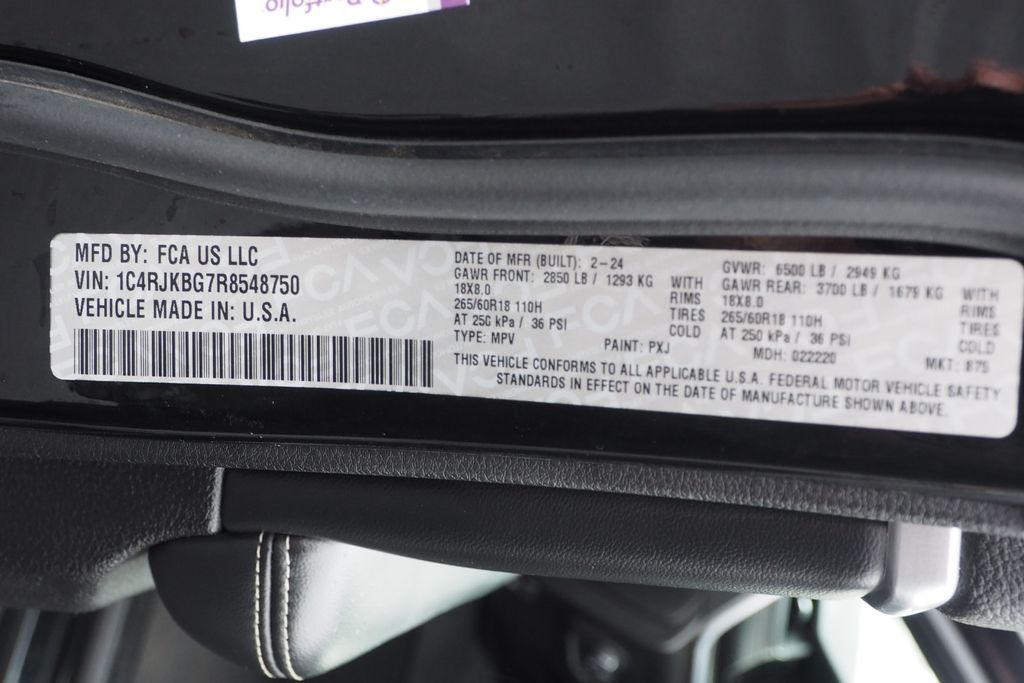 Portfolio
MFD BY: FCA US LLC
VIN: 1C4RJKBG7R8548750
VEHICLE MADE IN: U.S.A.
DATE OF MFR (BUILT): 2-24
GAWR FRONT: 2850 LB / 1293 KG WITH
18X8.0 RIMS
265/60R18 110H TIRES
AT 250 kPa / 36 PSI COLD
TYPE: MPV PAINT: PXJ
GVWR: 6500 LB / 2949 KG
GAWR REAR: 3700 LB / 1679 KG WITH
18X8.0 RIMS
265/60R18 110H TIRES
AT 250 kPa / 36 PSI COLD
MDH: 022220 MKT: 875
THIS VEHICLE CONFORMS TO ALL APPLICABLE U.S.A. FEDERAL MOTOR VEHICLE SAFETY
STANDARDS IN EFFECT ON THE DATE OF MANUFACTURE SHOWN ABOVE.